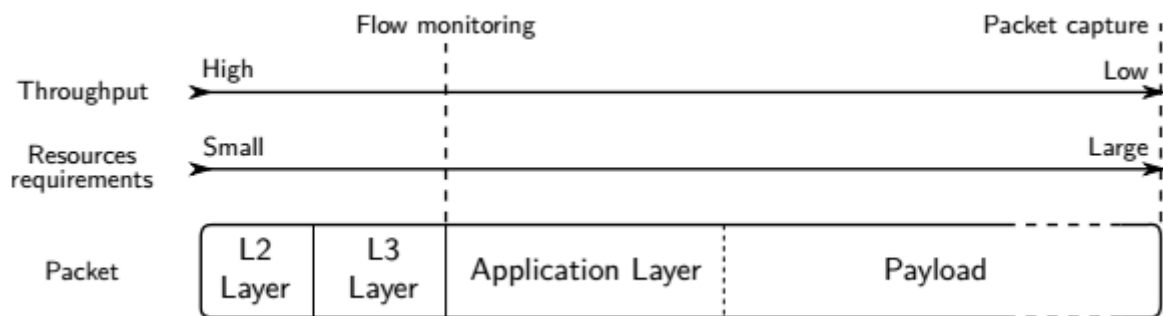 Flow monitoring
Packet capture
High
Low
Throughput
Small
Large
Resources
requirements
L2
Layer
L3
Layer
Application Layer
Payload
Packet